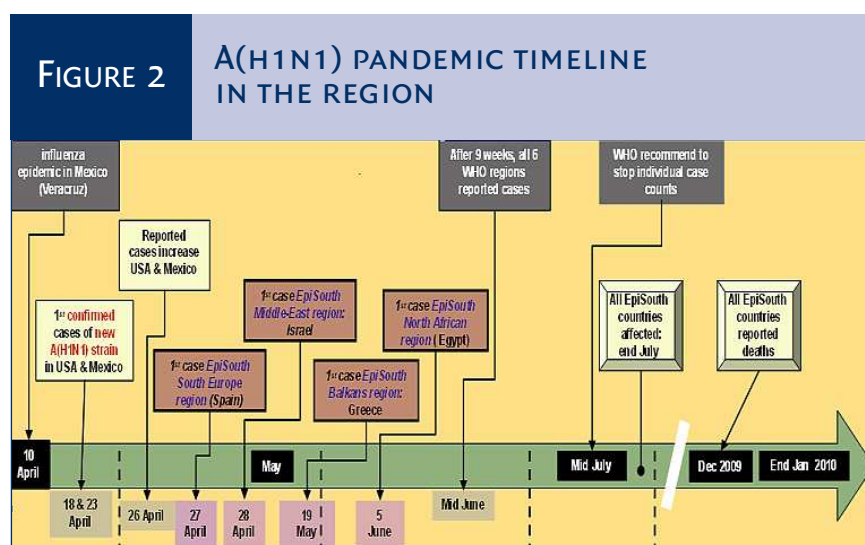 FIGURE 2
A(H1N1) PANDEMIC TIMELINE
IN THE REGION
influenza
epidemic in Mexico
(Veracruz)
After 9 weeks, all 6
WHO regions
reported cases
WHO recommend to
stop individual case
counts
Reported
cases increase
USA & Mexico
1st confirmed
cases of new
A(H1N1) strain
in USA & Mexico
1st case EpiSouth
South Europe
region (Spain)
1st case EpiSouth
Middle-East region:
Israel
1st case EpiSouth
Balkans region:
Greece
1st case EpiSouth
North African
region ( Egypt)
All EpiSouth
countries
affected:
end July
All EpiSouth
countries
reported
deaths
10
April
May
Mid July
Dec 2009
End Jan 2010
18 & 23
April
26 April
27
April
28
April
19
May
5
June
Mid June